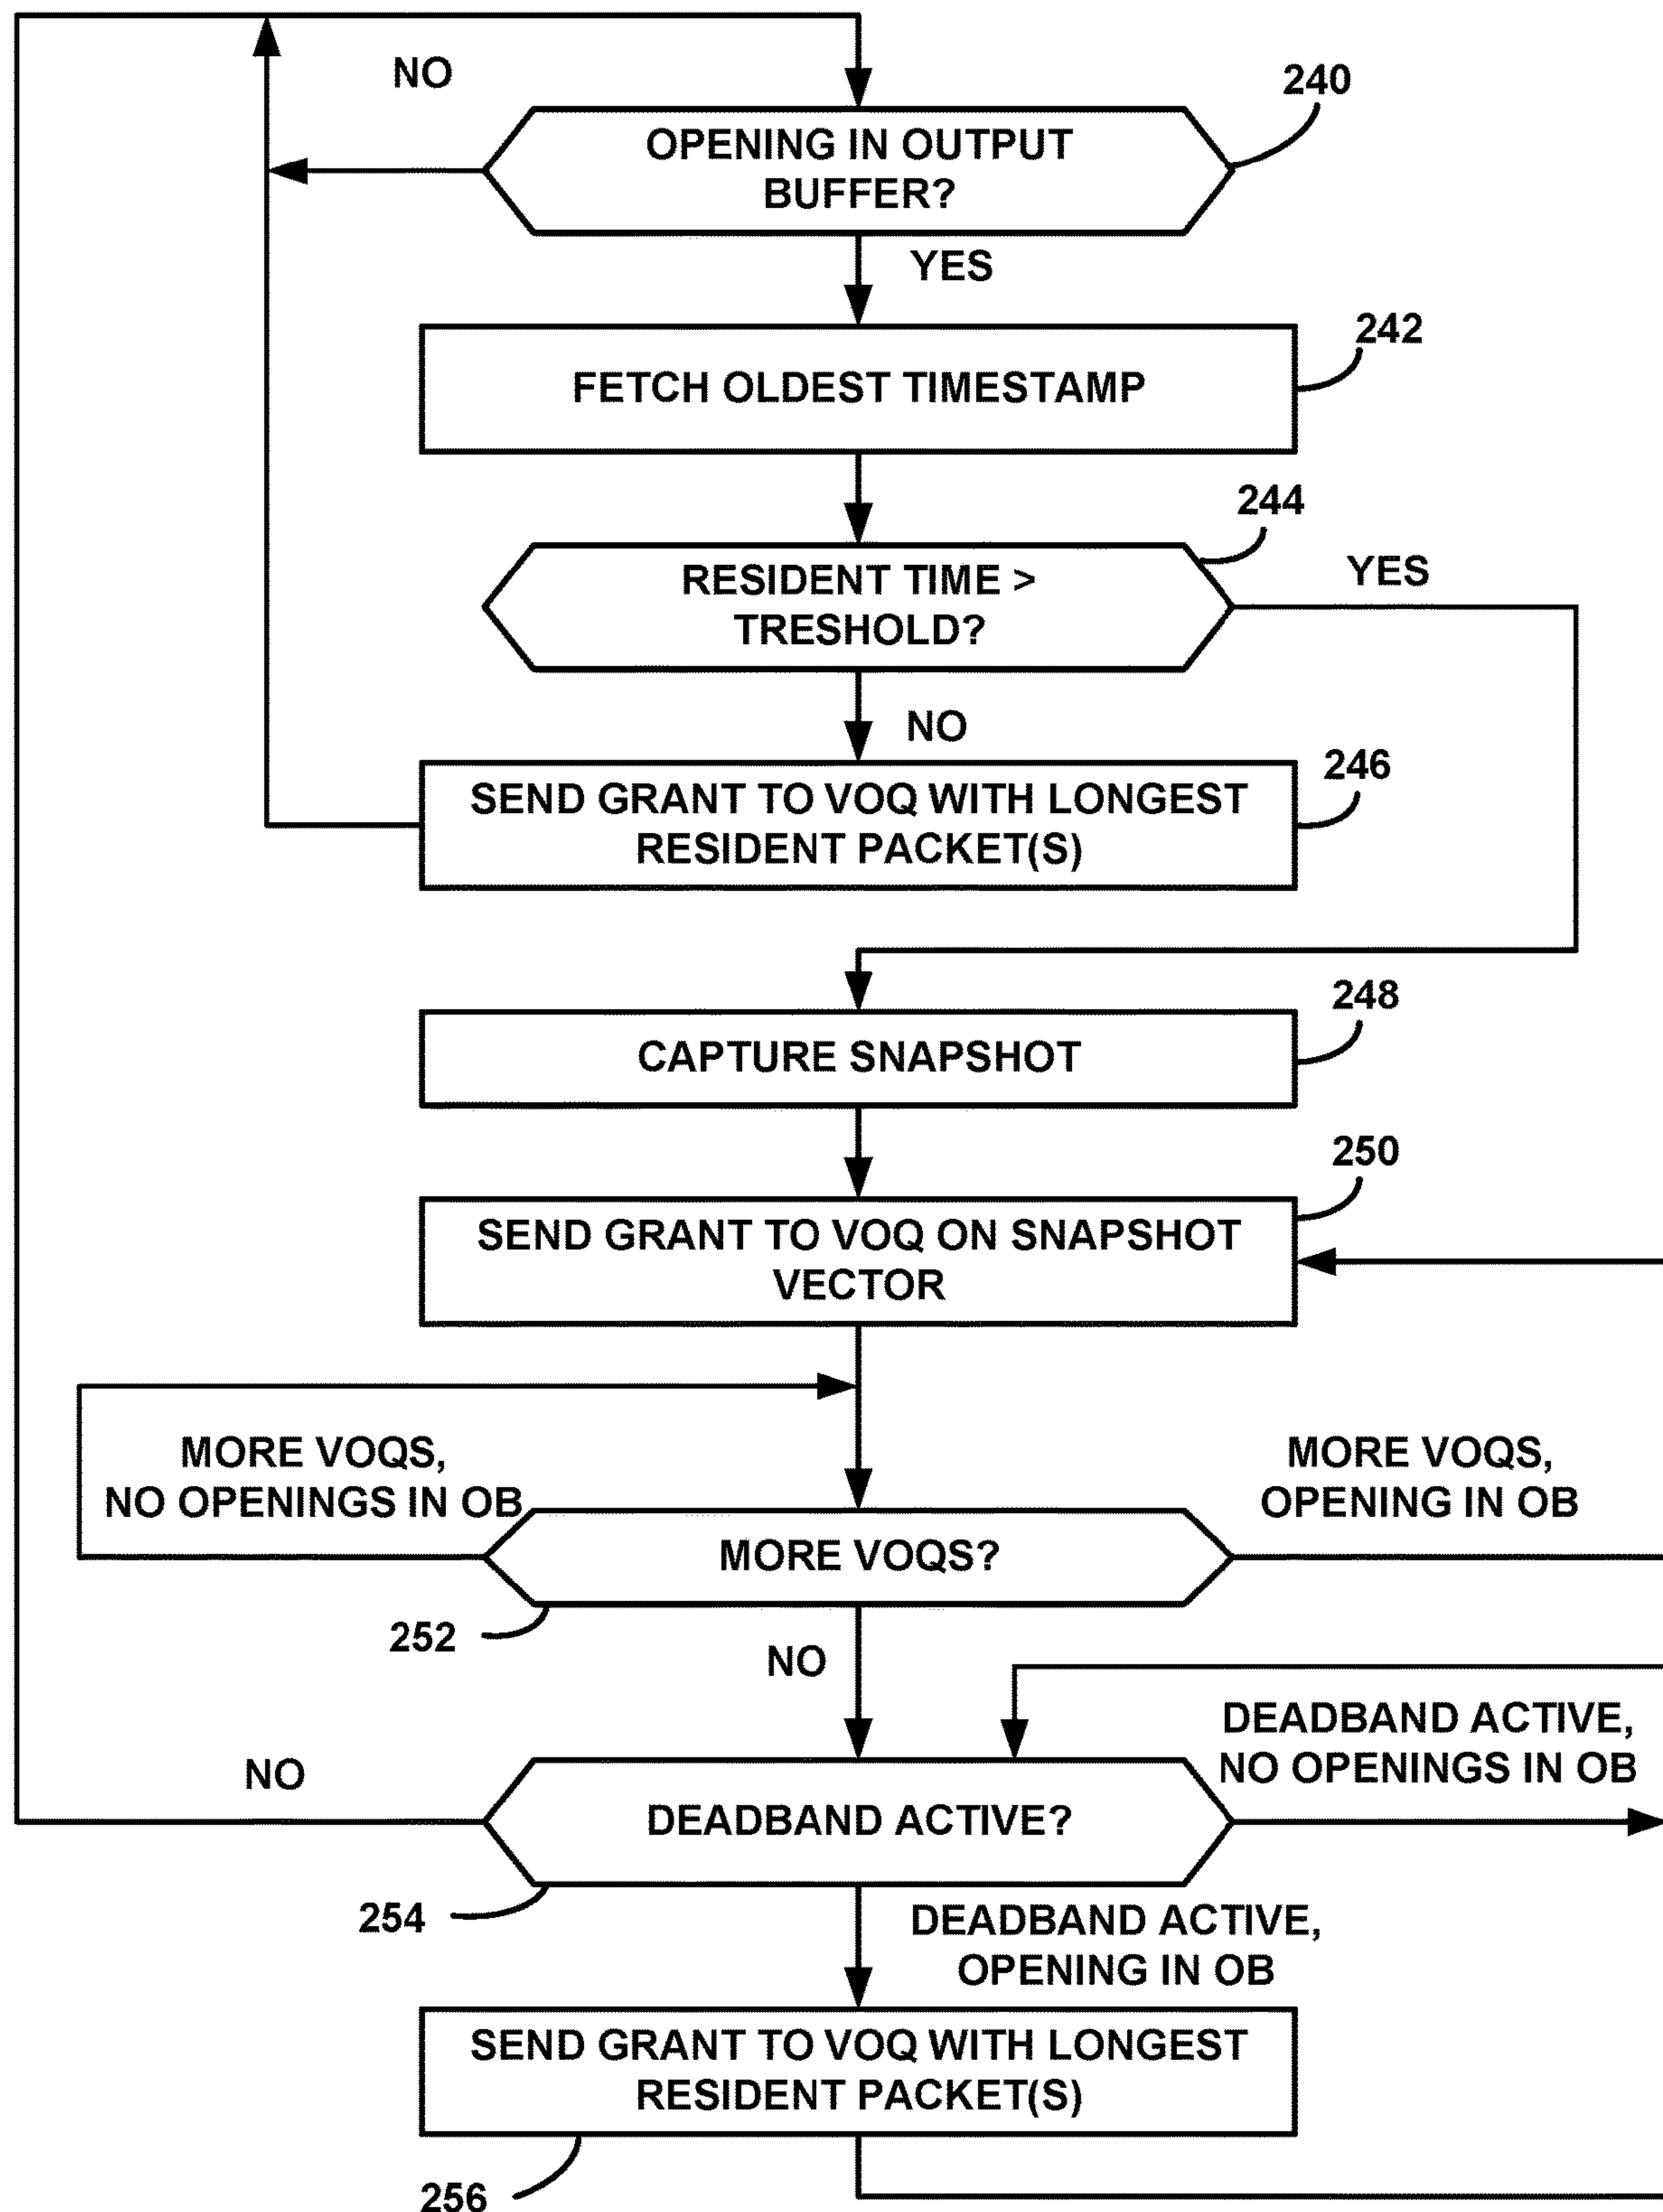 NO
240
OPENING IN OUTPUT
BUFFER?
YES
242
FETCH OLDEST TIMESTAMP
244
YES
RESIDENT TIME >
TRESHOLD?
NO
246
SEND GRANT TO VOQ WITH LONGEST
RESIDENT PACKET(S)
248
CAPTURE SNAPSHOT
250
SEND GRANT TO VOQ ON SNAPSHOT
VECTOR
MORE VOQS,
NO OPENINGS IN OB
MORE VOQS,
OPENING IN OB
MORE VOQS?
252
NO
DEADBAND ACTIVE,
NO OPENINGS IN OB
NO
DEADBAND ACTIVE?
254
DEADBAND ACTIVE,
OPENING IN OB
SEND GRANT TO VOQ WITH LONGEST
RESIDENT PACKET(S)
256